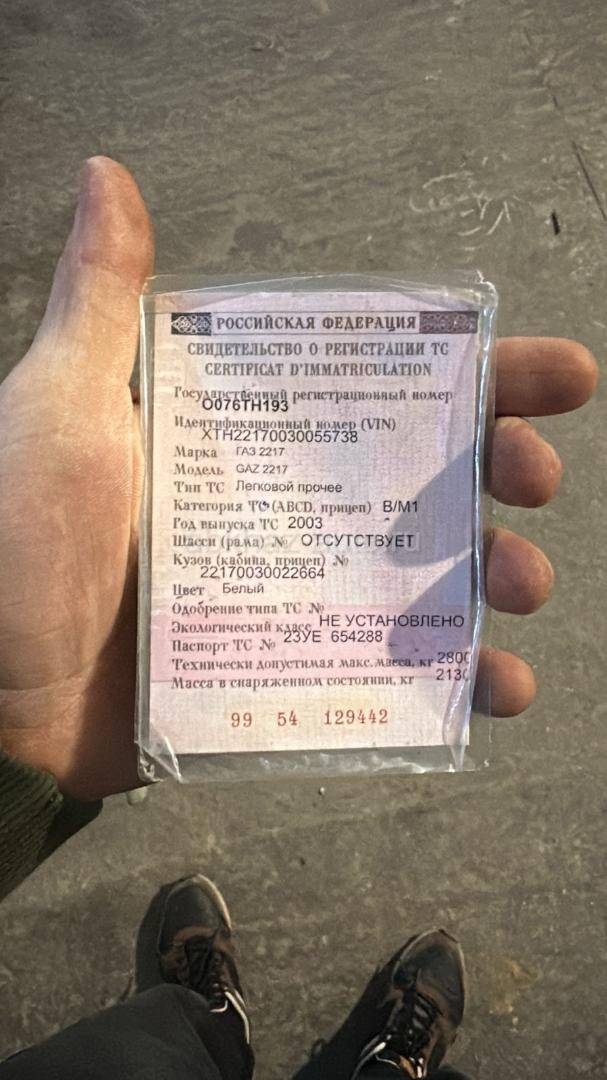 РОССИЙСКАЯ ФЕДЕРАЦИЯ
СВИДЕТЕЛЬСТВО О РЕГИСТРАЦИИ ТС
CERTIFICAT D'IMMATRICULATION
Государственный регистрационный номер
О076ТН193
Идентификационный номер (VIN)
ХТН22170030055738
Марка ГАЗ 2217
Модель GAZ 2217
Тип ТС Легковой прочее
Категория ТС (ABCD, прицеп) В/М1
Год выпуска ТС 2003
Шасси (рама) № ОТСУТСТВУЕТ
Кузов (кабина, прицеп) №
22170030022664
Цвет Белый
Одобрение типа ТС №
Экологический класс НЕ УСТАНОВЛЕНО
Паспорт ТС № 23УЕ 654288
Технически допустимая макс. масса, кг 2800
Масса в снаряженном состоянии, кг 2130
99 54 129442